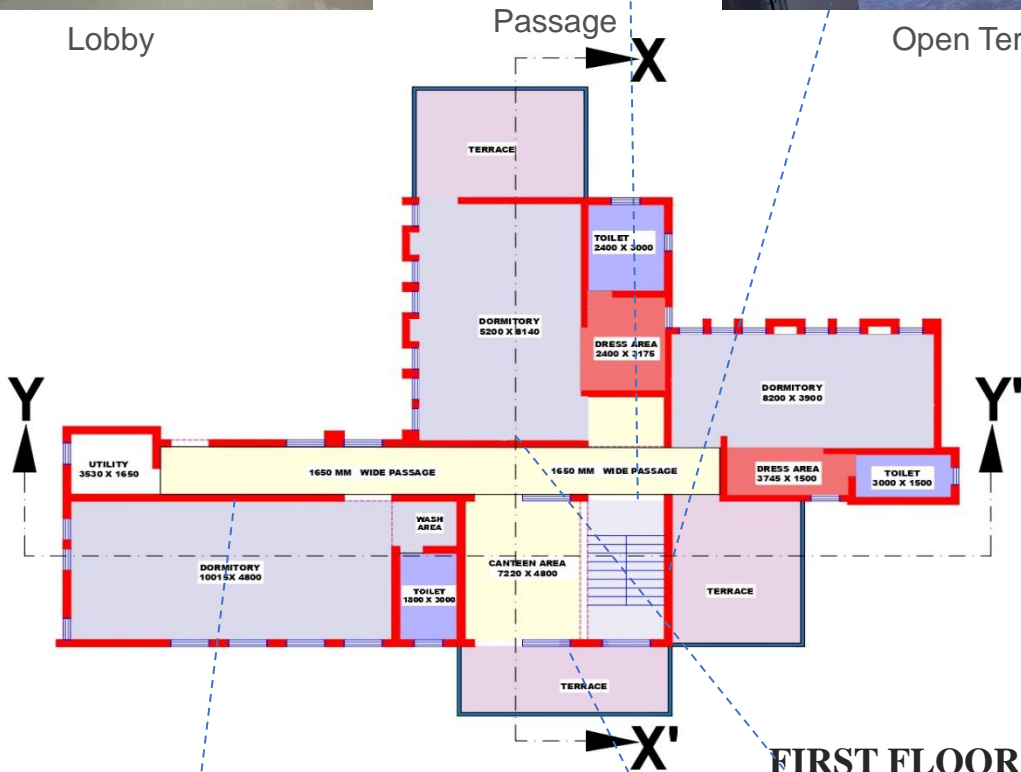 Lobby
Passage
Open Ter
X
TERRACE
TOILET
2400 X 3000
DORMITORY
5200 X 8140
DRESS AREA
2400 X 3175
DORMITORY
8200 X 3900
Y
Y'
UTILITY
3530 X 1650
1650 MM WIDE PASSAGE
1650 MM WIDE PASSAGE
DRESS AREA
3745 X 1500
TOILET
3000 X 1500
WASH
AREA
DORMITORY
10015X 4800
CANTEEN AREA
7220 X 4800
TOILET
1800 X 3000
TERRACE
TERRACE
X'
FIRST FLOOR